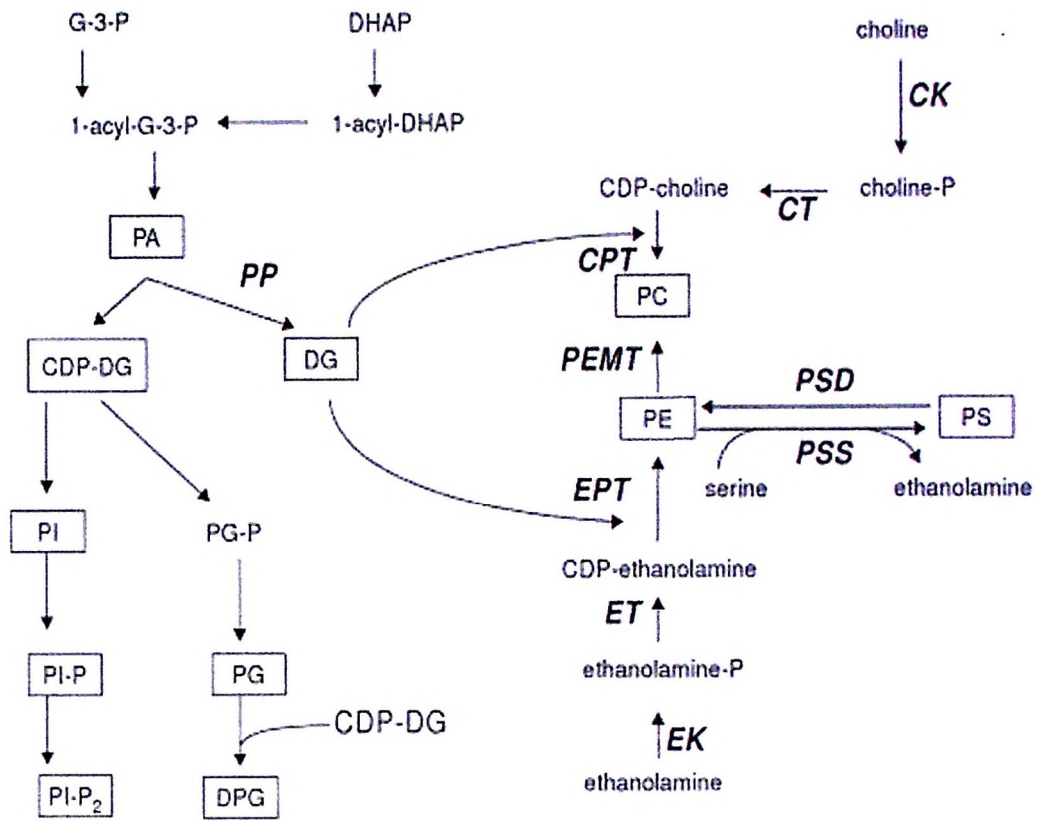 G-3-P
DHAP
choline
CK
1-acyl-G-3-P
1-acyl-DHAP
CDP-choline
CT
choline-P
PA
PP
CPT
PC
CDP-DG
DG
PEMT
PSD
PE
PS
PSS
EPT
serine
ethanolamine
PI
PG-P
CDP-ethanolamine
ET
PI-P
PG
ethanolamine-P
CDP-DG
EK
PI-P₂
DPG
ethanolamine